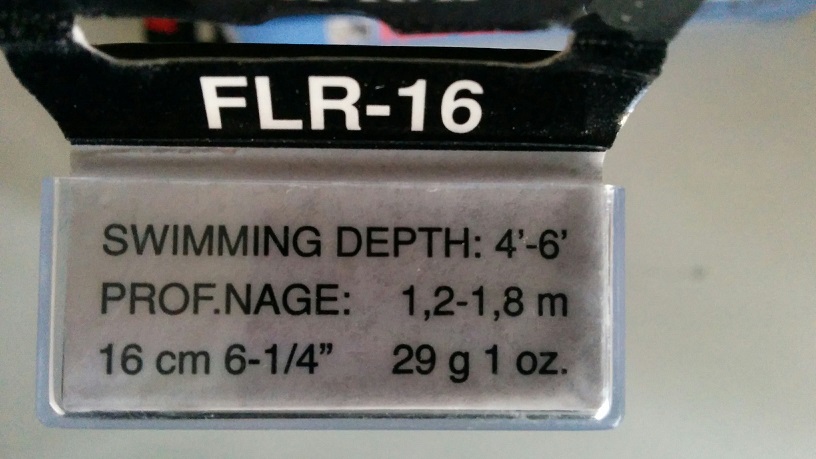 FLR-16
SWIMMING DEPTH: 4'-6'
PROF.NAGE: 1,2-1,8 m
16 cm 6-1/4” 29 g 1 oz.